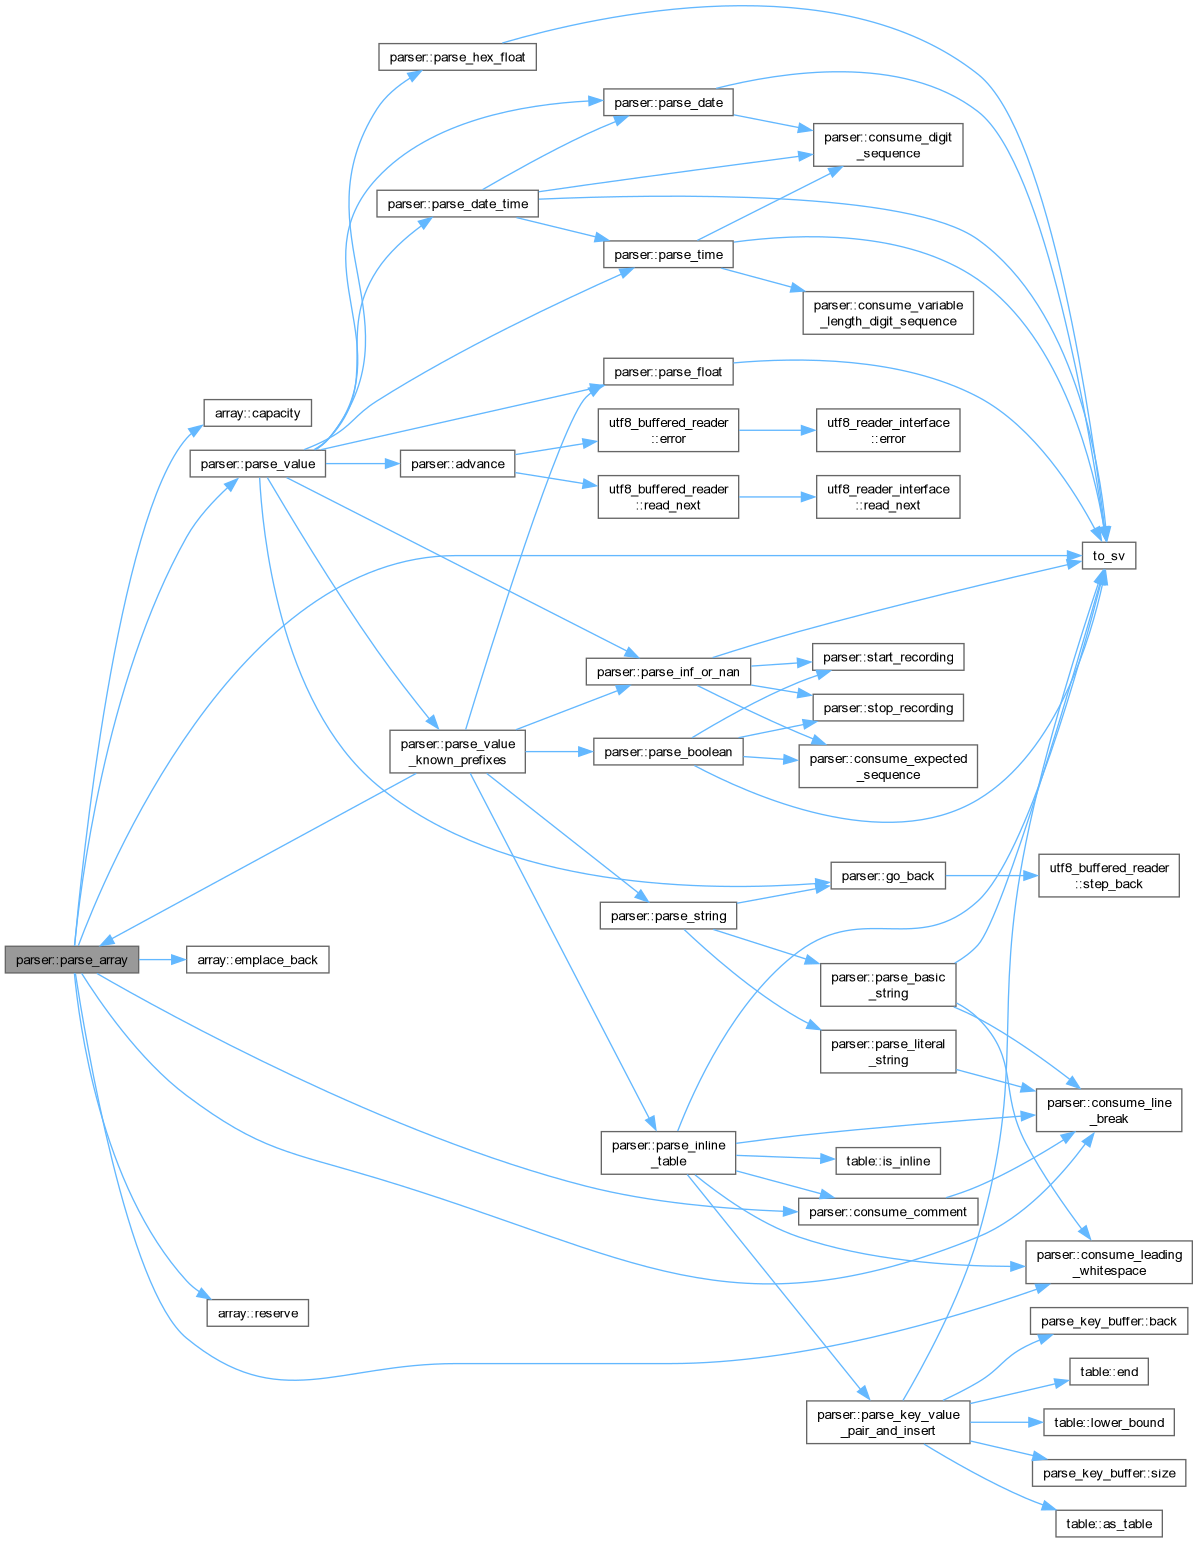 parser::parse_hex_float
parser::parse_date
parser::consume_digit
_sequence
parser::parse_date_time
parser::parse_time
parser::consume_variable
_length_digit_sequence
parser::parse_float
array::capacity
utf8_buffered_reader
::error
utf8_reader_interface
::error
parser::parse_value
parser::advance
utf8_buffered_reader
::read_next
utf8_reader_interface
::read_next
to_sv
parser::parse_inf_or_nan
parser::start_recording
parser::stop_recording
parser::parse_value
_known_prefixes
parser::parse_boolean
parser::consume_expected
_sequence
parser::go_back
utf8_buffered_reader
::step_back
parser::parse_string
parser::parse_array
array::emplace_back
parser::parse_basic
_string
parser::parse_literal
_string
parser::consume_line
_break
parser::parse_inline
_table
table::is_inline
parser::consume_comment
parser::consume_leading
_whitespace
array::reserve
parse_key_buffer::back
table::end
parser::parse_key_value
_pair_and_insert
table::lower_bound
parse_key_buffer::size
table::as_table